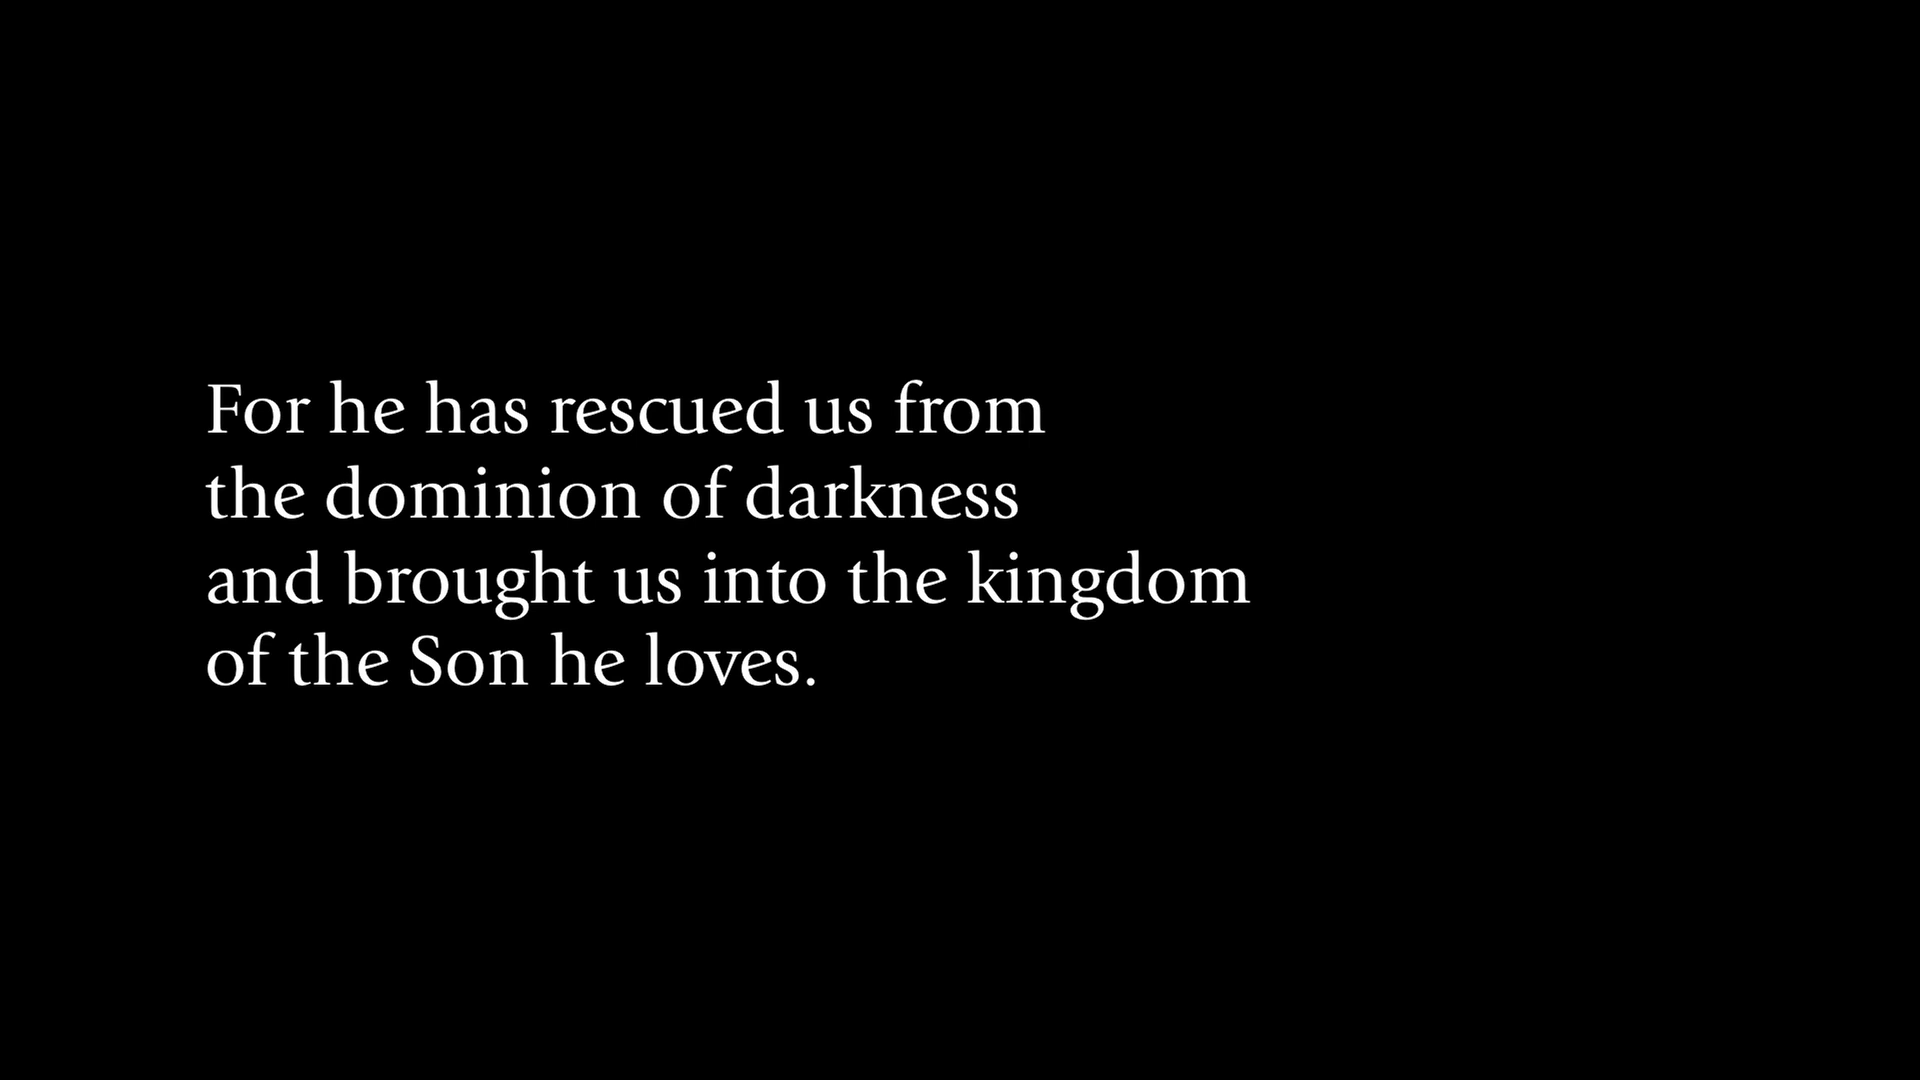 For he has rescued us from
the dominion of darkness
and brought us into the kingdom
of the Son he loves.